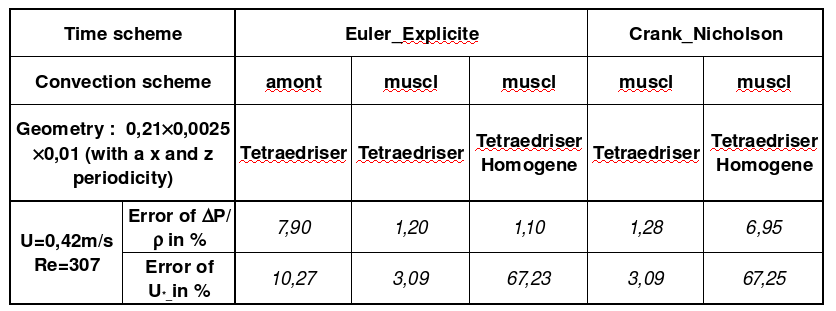 Time scheme Euler_Explicite Crank_Nicholson
Convection scheme amont muscl muscl muscl muscl
Geometry : 0,21×0,0025
×0,01 (with a x and z
periodicity)
Tetraedriser Tetraedriser Tetraedriser
Homogene Tetraedriser Tetraedriser
Homogene
U=0,42m/s
Re=307
Error of ΔP/
ρ in % 7,90 1,20 1,10 1,28 6,95
Error of
U*_in % 10,27 3,09 67,23 3,09 67,25